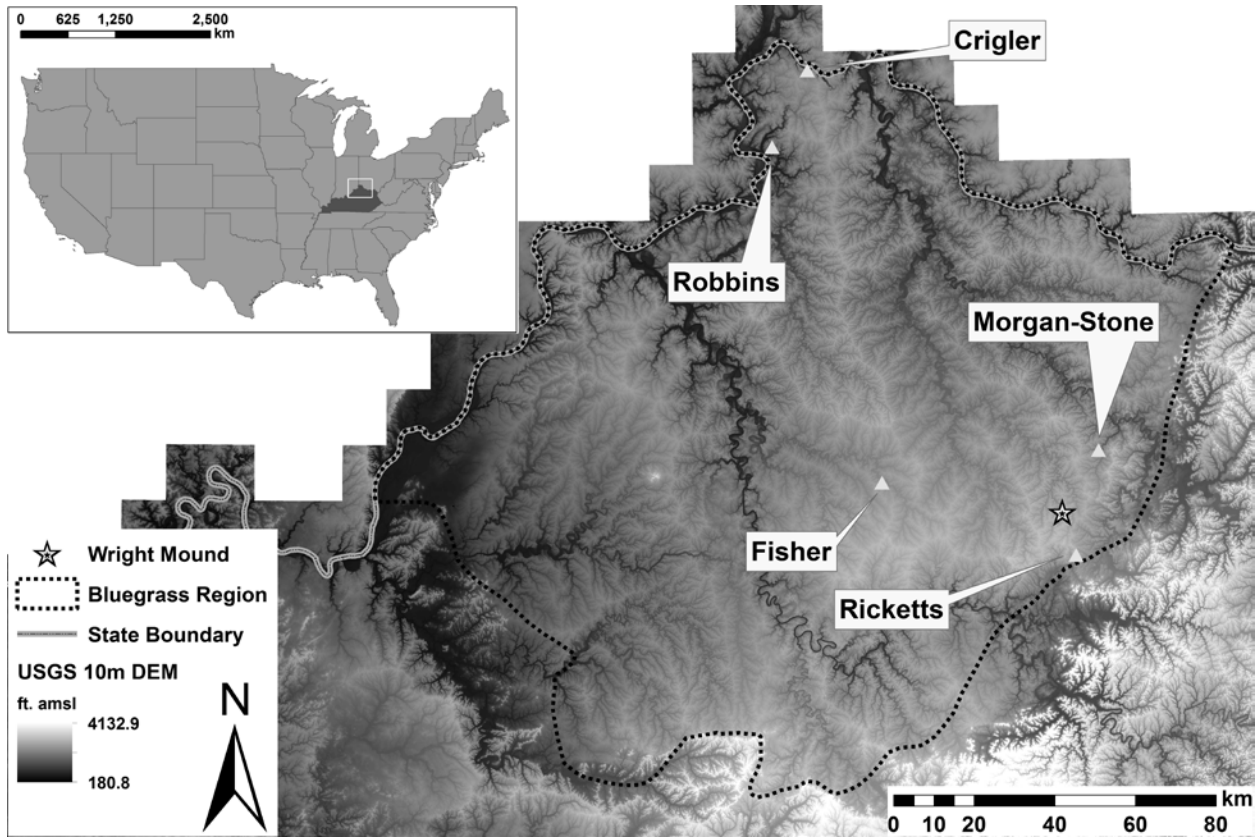 0 625 1,250 2,500
km
Crigler
Robbins
Morgan-Stone
Fisher
Ricketts
Wright Mound
Bluegrass Region
State Boundary
USGS 10m DEM
ft. amsl
4132.9
180.8
N
km
0 10 20 40 60 80